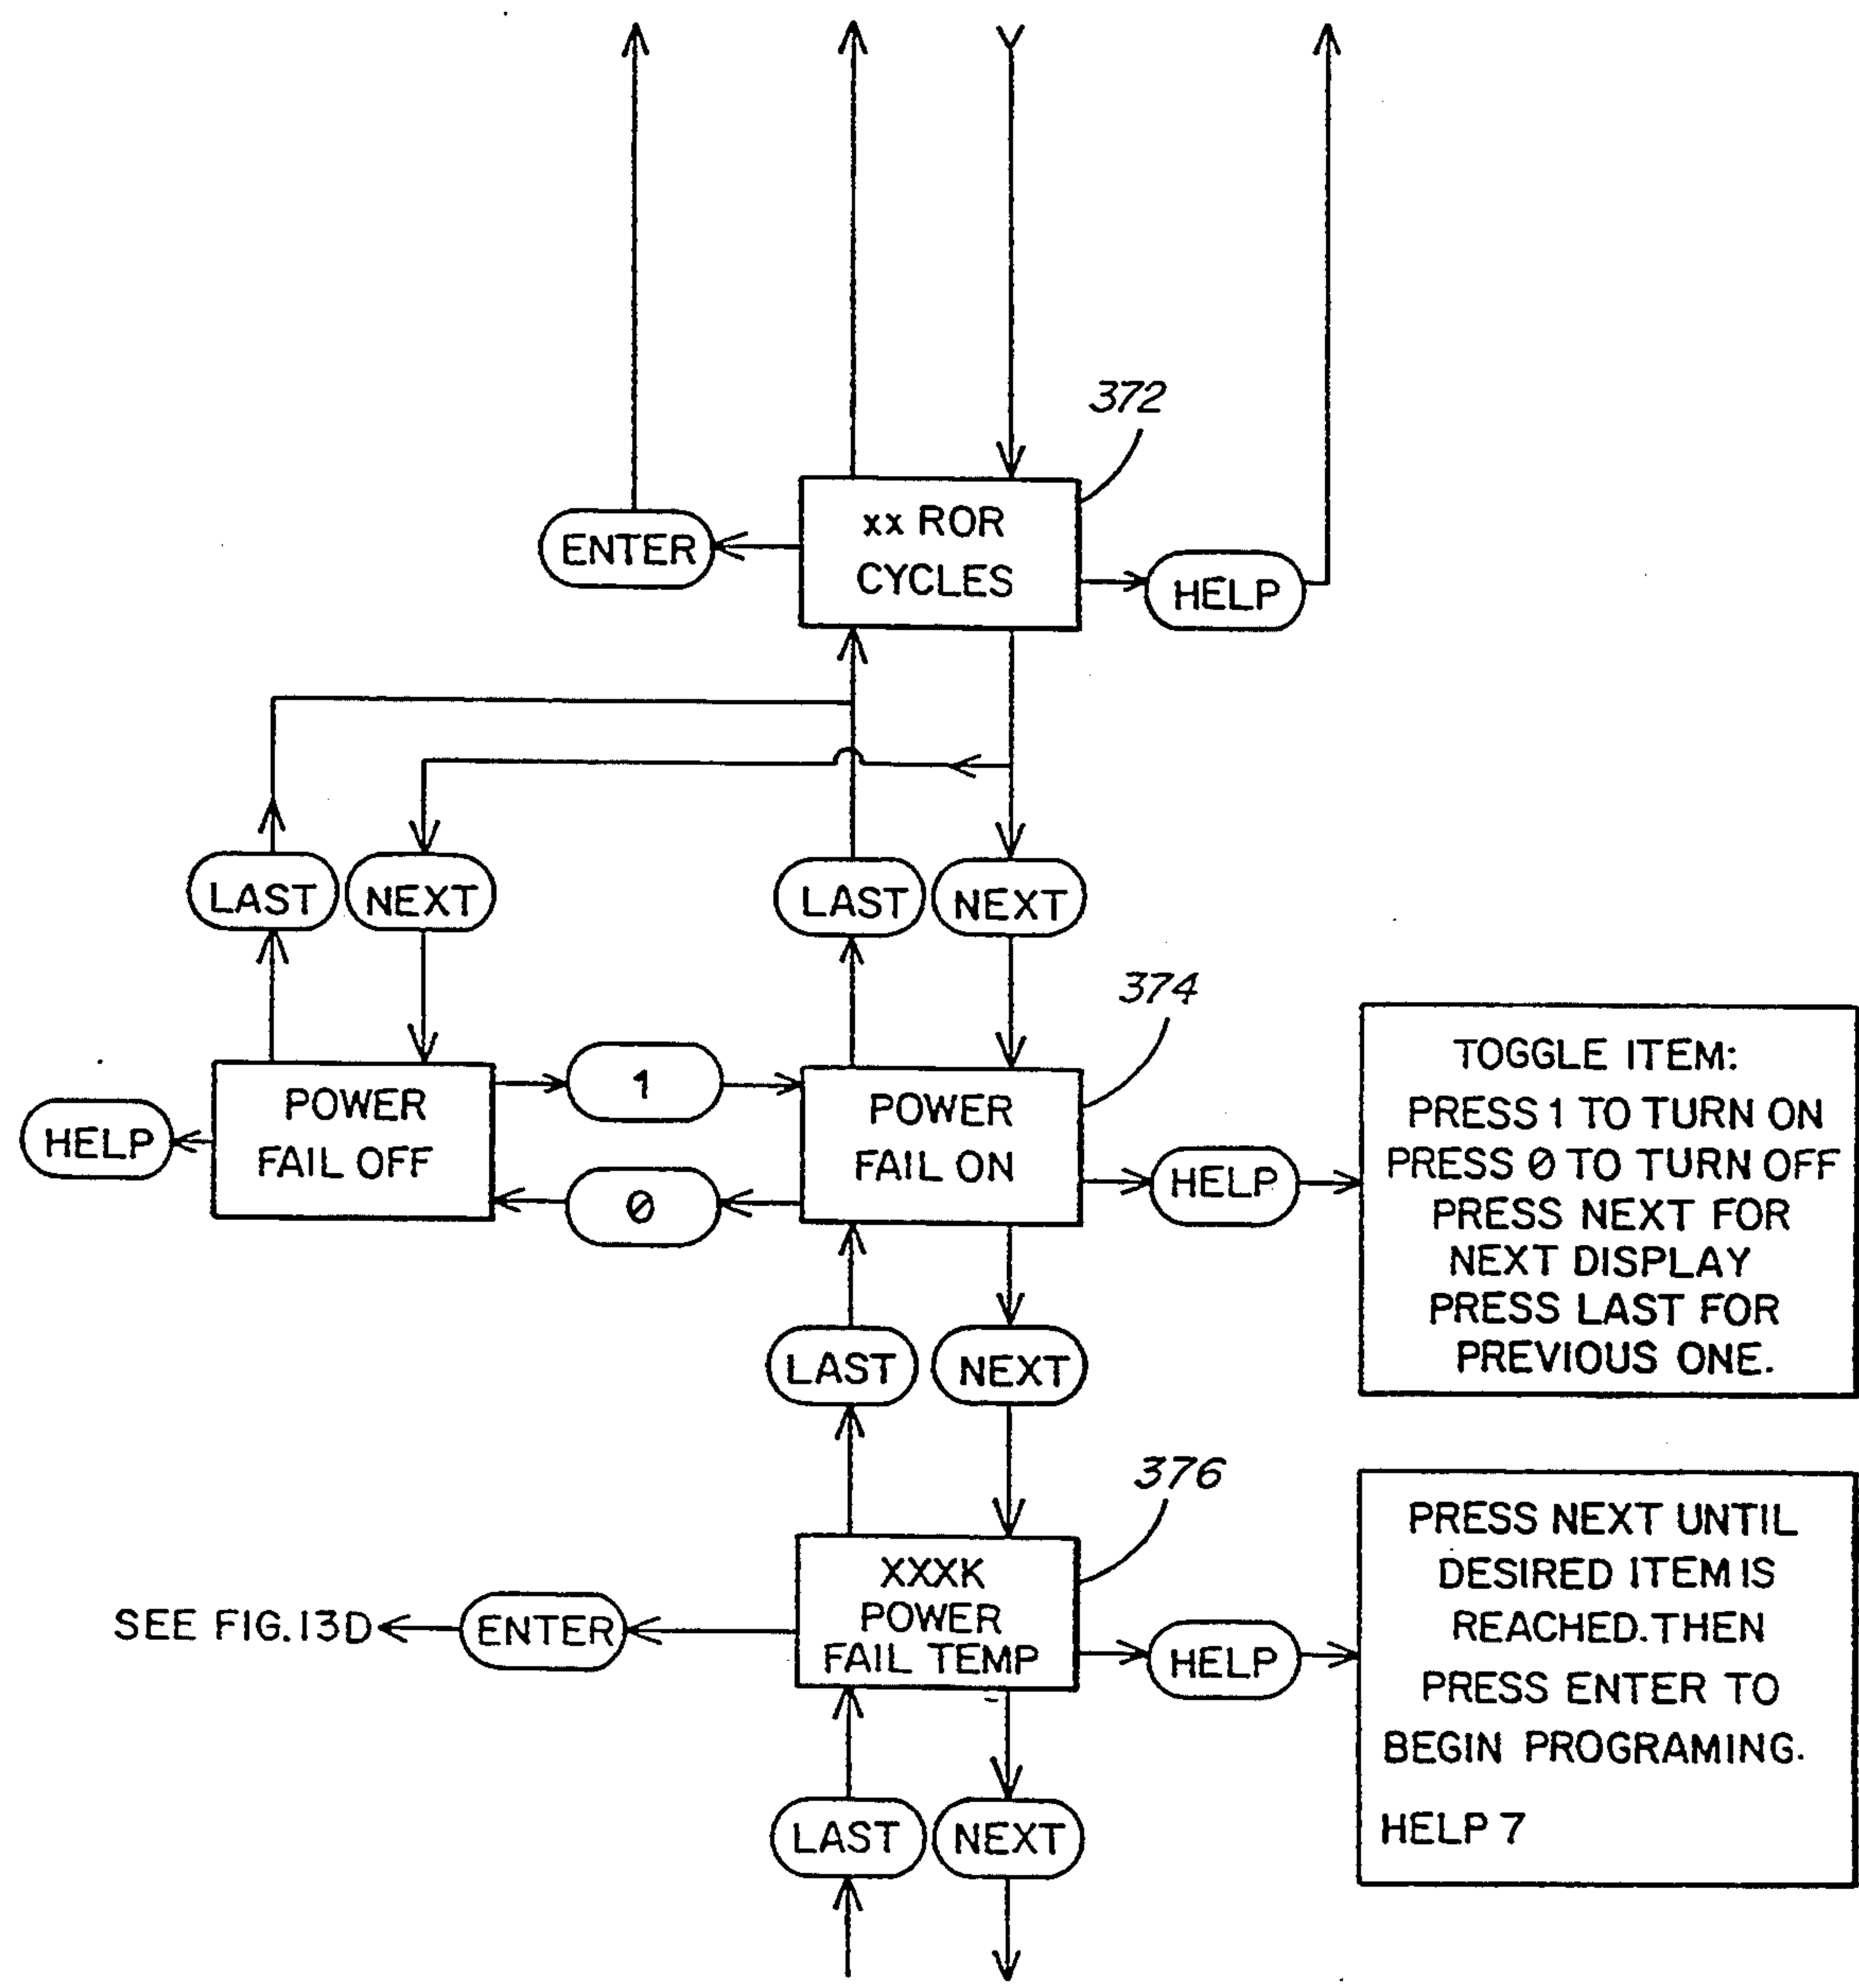 372
xx ROR
CYCLES
ENTER
HELP
LAST
NEXT
LAST
NEXT
374
HELP
POWER
FAIL OFF
1
0
POWER
FAIL ON
HELP
TOGGLE ITEM:
PRESS 1 TO TURN ON
PRESS 0 TO TURN OFF
PRESS NEXT FOR
NEXT DISPLAY
PRESS LAST FOR
PREVIOUS ONE.
LAST
NEXT
376
SEE FIG. 13D
ENTER
XXXK
POWER
FAIL TEMP
HELP
PRESS NEXT UNTIL
DESIRED ITEM IS
REACHED. THEN
PRESS ENTER TO
BEGIN PROGRAMING.
HELP 7
LAST
NEXT